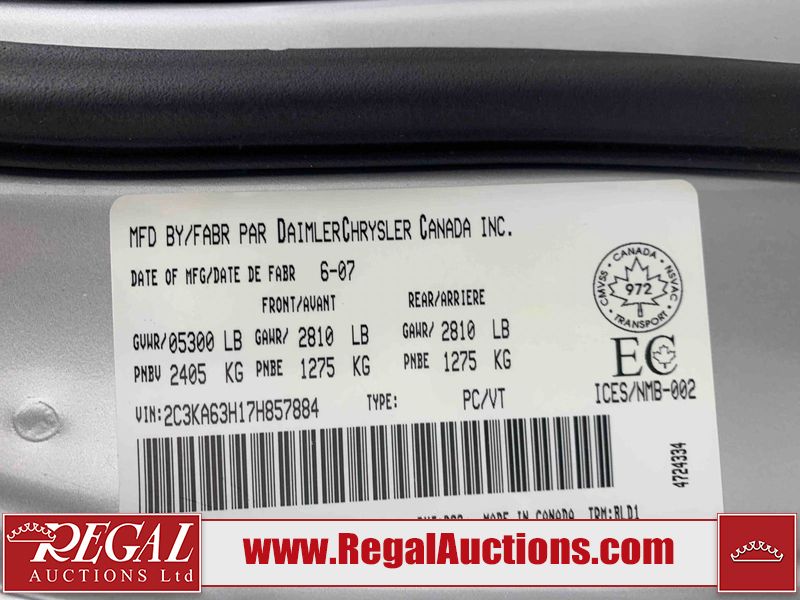 MFD BY/FABR PAR DAIMLERCHRYSLER CANADA INC.
DATE OF MFG/DATE DE FABR 6-07
FRONT/AVANT REAR/ARRIERE
GVWR/05300 LB GAWR/ 2810 LB GAWR/ 2810 LB
PNBV 2405 KG PNBE 1275 KG PNBE 1275 KG
VIN: 2C3KA63H17H857884 TYPE: PC/VT
CANADA
CMVSS 972 NSVAC
TRANSPORT
EC
ICES/NMB-002
4724334
MADE IN CANADA TRM:BLD1
REGAL
AUCTIONS Ltd
www.RegalAuctions.com